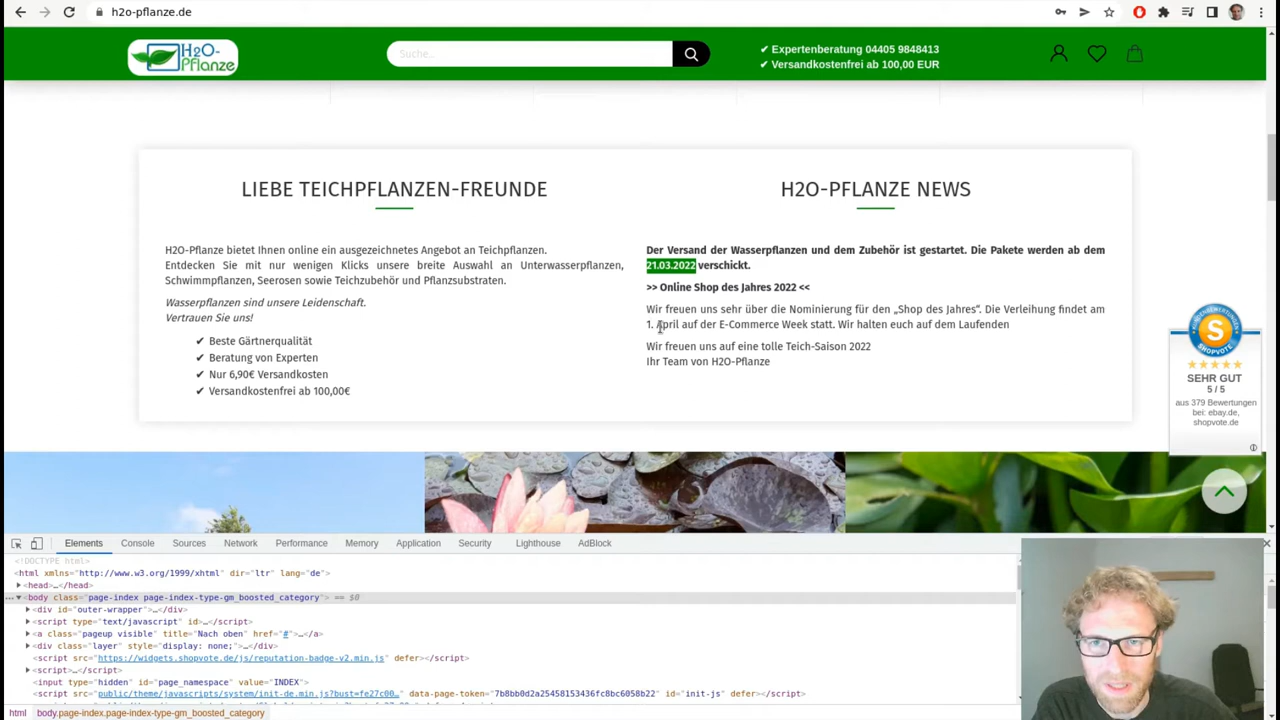 h2o-pflanze.de
H2O-
Pflanze
Suche...
✔ Expertenberatung 04405 9848413
✔ Versandkostenfrei ab 100,00 EUR
LIEBE TEICHPFLANZEN-FREUNDE
H2O-Pflanze bietet Ihnen online ein ausgezeichnetes Angebot an Teichpflanzen.
Entdecken Sie mit nur wenigen Klicks unsere breite Auswahl an Unterwasserpflanzen,
Schwimmpflanzen, Seerosen sowie Teichzubehör und Pflanzsubstraten.
Wasserpflanzen sind unsere Leidenschaft.
Vertrauen Sie uns!
✔ Beste Gärtnerqualität
✔ Beratung von Experten
✔ Nur 6,90€ Versandkosten
✔ Versandkostenfrei ab 100,00€
H2O-PFLANZE NEWS
Der Versand der Wasserpflanzen und dem Zubehör ist gestartet. Die Pakete werden ab dem
21.03.2022 verschickt.
>> Online Shop des Jahres 2022 <<
Wir freuen uns sehr über die Nominierung für den „Shop des Jahres“. Die Verleihung findet am
1. April auf der E-Commerce Week statt. Wir halten euch auf dem Laufenden
Wir freuen uns auf eine tolle Teich-Saison 2022
Ihr Team von H2O-Pflanze
S
SHOPVOTE
SEHR GUT
5 / 5
aus 379 Bewertungen
bei: ebay.de,
shopvote.de
Elements Console Sources Network Performance Memory Application Security Lighthouse AdBlock
<!DOCTYPE html>
<html xmlns="http://www.w3.org/1999/xhtml" dir="ltr" lang="de">
<head>…</head>
<body class="page-index page-index-type-gm_boosted_category"> == $0
<div id="outer-wrapper">…</div>
<script type="text/javascript" id>…</script>
<a class="pageup visible" title="Nach oben" href="#">…</a>
<div class="layer" style="display: none;">…</div>
<script src="https://widgets.shopvote.de/js/reputation-badge-v2.min.js" defer></script>
<script>…</script>
<input type="hidden" id="page_namespace" value="INDEX">
<script src="public/theme/javascripts/system/init-de.min.js?bust=fe27c00…" data-page-token="7b8bb0d2a25458153436fc8bc6058b22" id="init-js" defer></script>
html body.page-index.page-index-type-gm_boosted_category